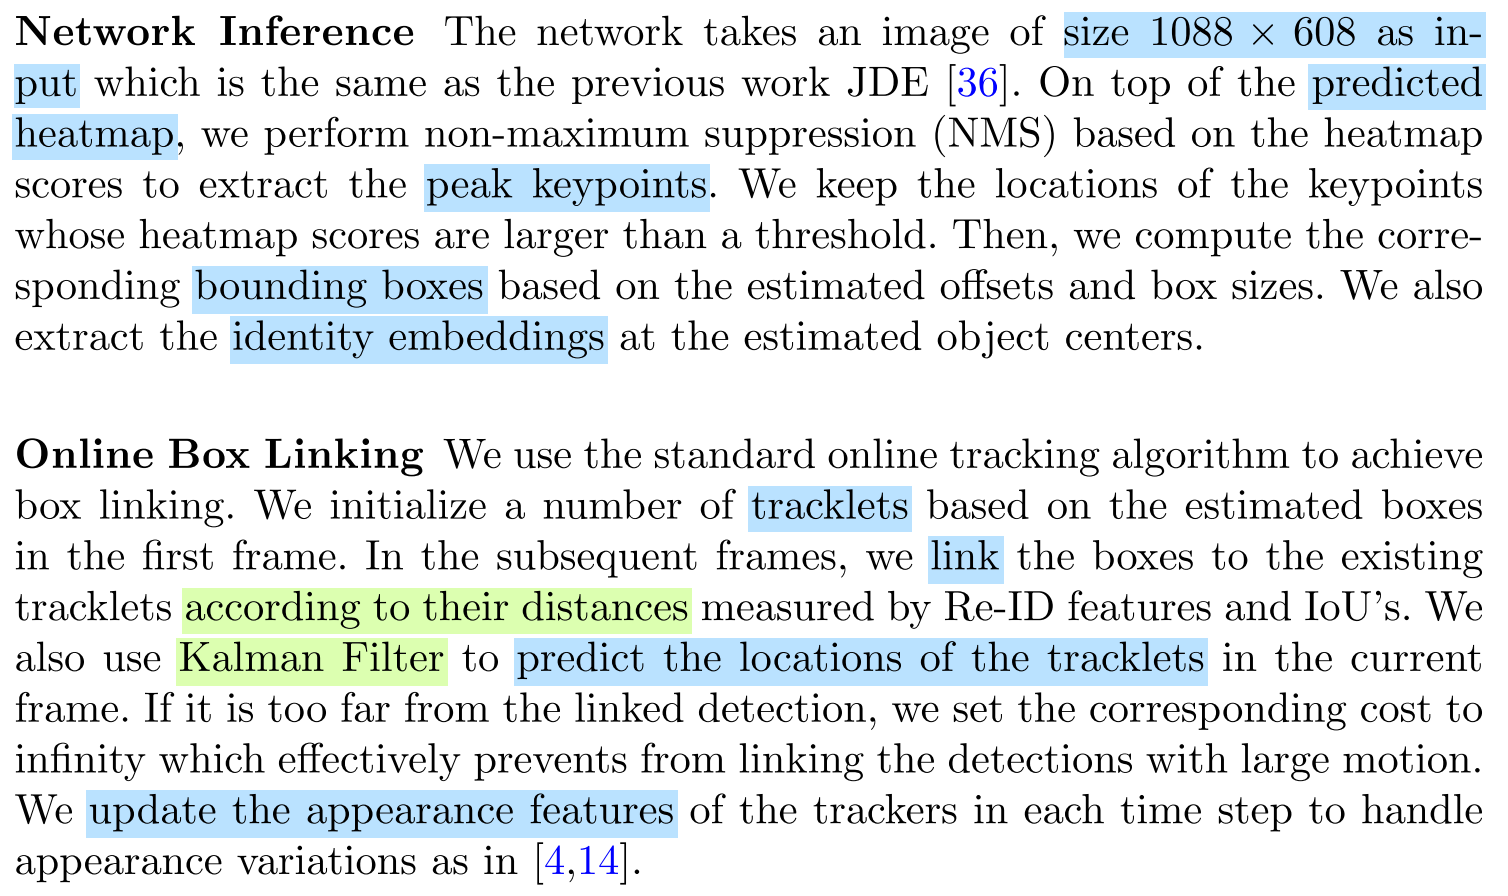 Network Inference The network takes an image of size 1088 × 608 as in-
put which is the same as the previous work JDE [36]. On top of the predicted
heatmap, we perform non-maximum suppression (NMS) based on the heatmap
scores to extract the peak keypoints. We keep the locations of the keypoints
whose heatmap scores are larger than a threshold. Then, we compute the corre-
sponding bounding boxes based on the estimated offsets and box sizes. We also
extract the identity embeddings at the estimated object centers.
Online Box Linking We use the standard online tracking algorithm to achieve
box linking. We initialize a number of tracklets based on the estimated boxes
in the first frame. In the subsequent frames, we link the boxes to the existing
tracklets according to their distances measured by Re-ID features and IoU's. We
also use Kalman Filter to predict the locations of the tracklets in the current
frame. If it is too far from the linked detection, we set the corresponding cost to
infinity which effectively prevents from linking the detections with large motion.
We update the appearance features of the trackers in each time step to handle
appearance variations as in [4,14].